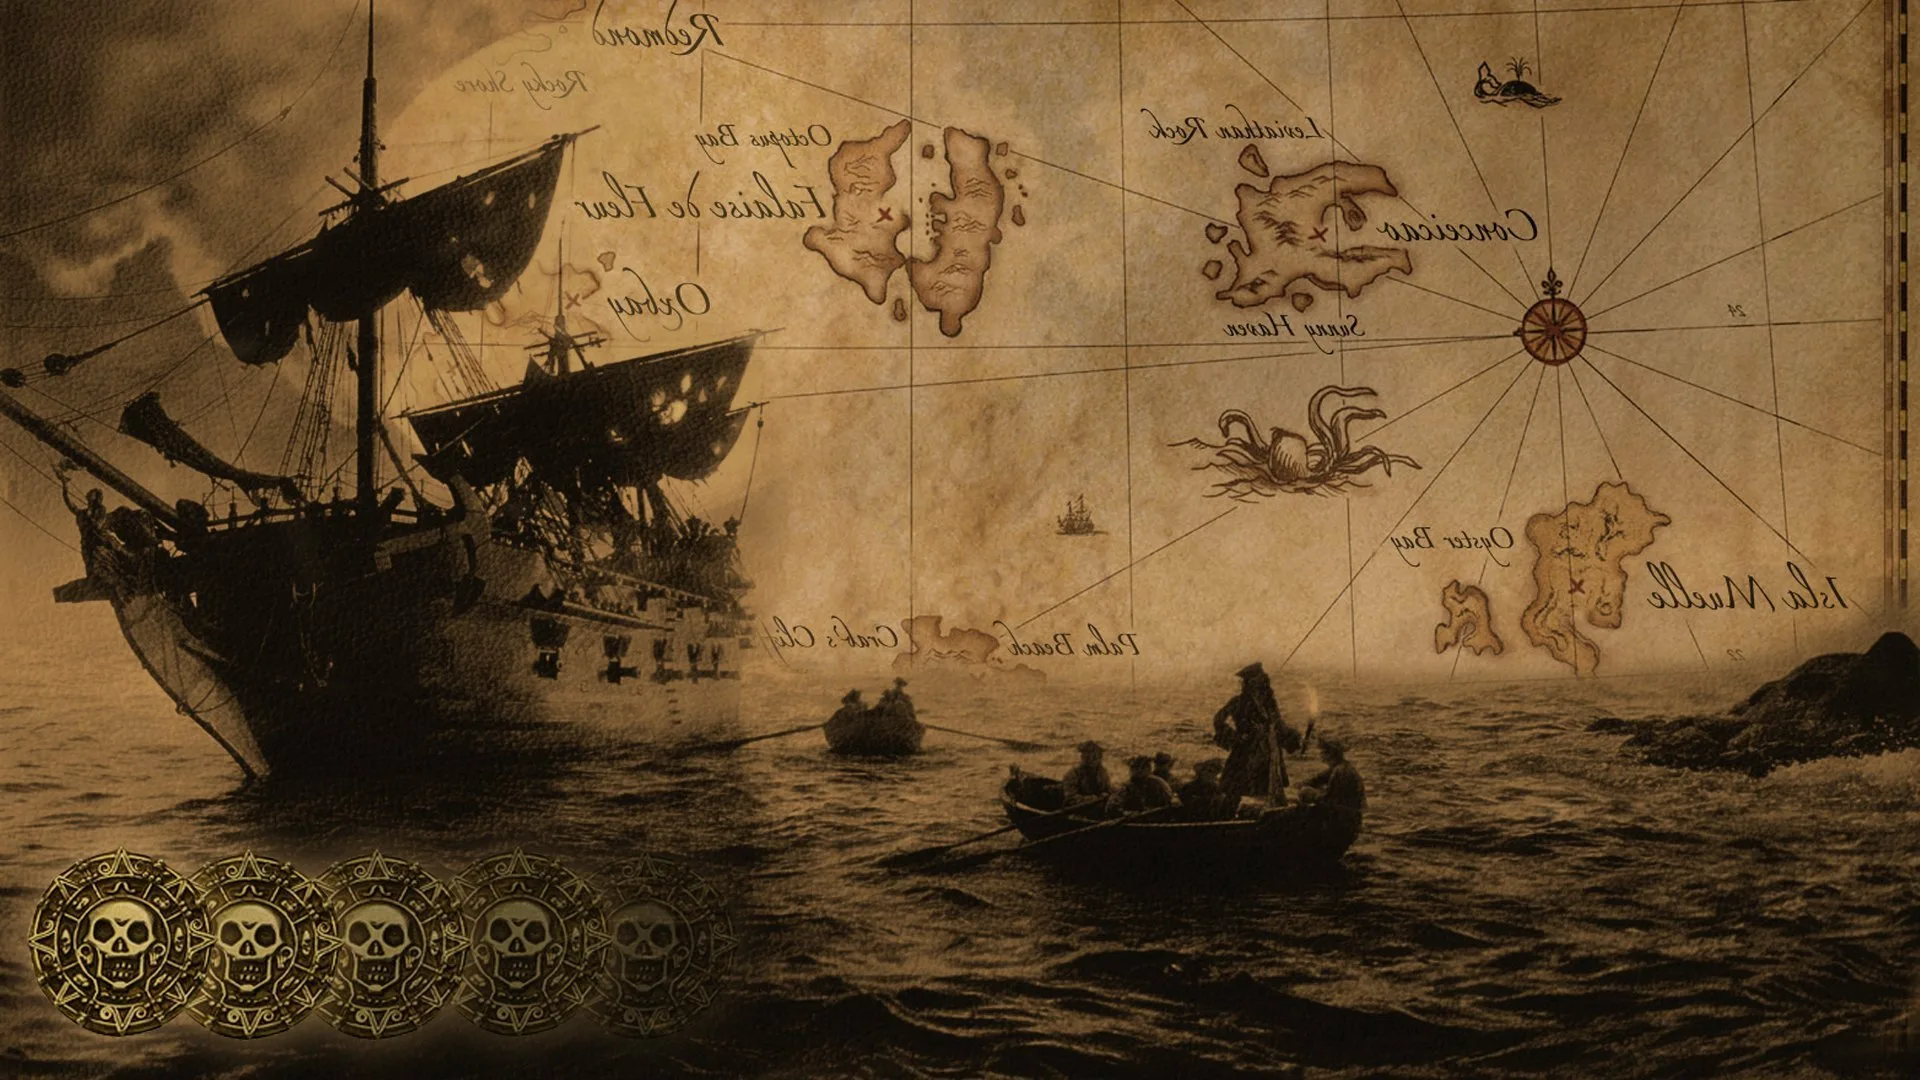 Redmond
Rocky Shore
Octopus Bay
Leviathan Rock
Falaise de Fleur
Conceicao
Oxbay
Sunny Haven
24
Oyster Bay
Isla Muelle
Crab's Clif
Palm Beach
22